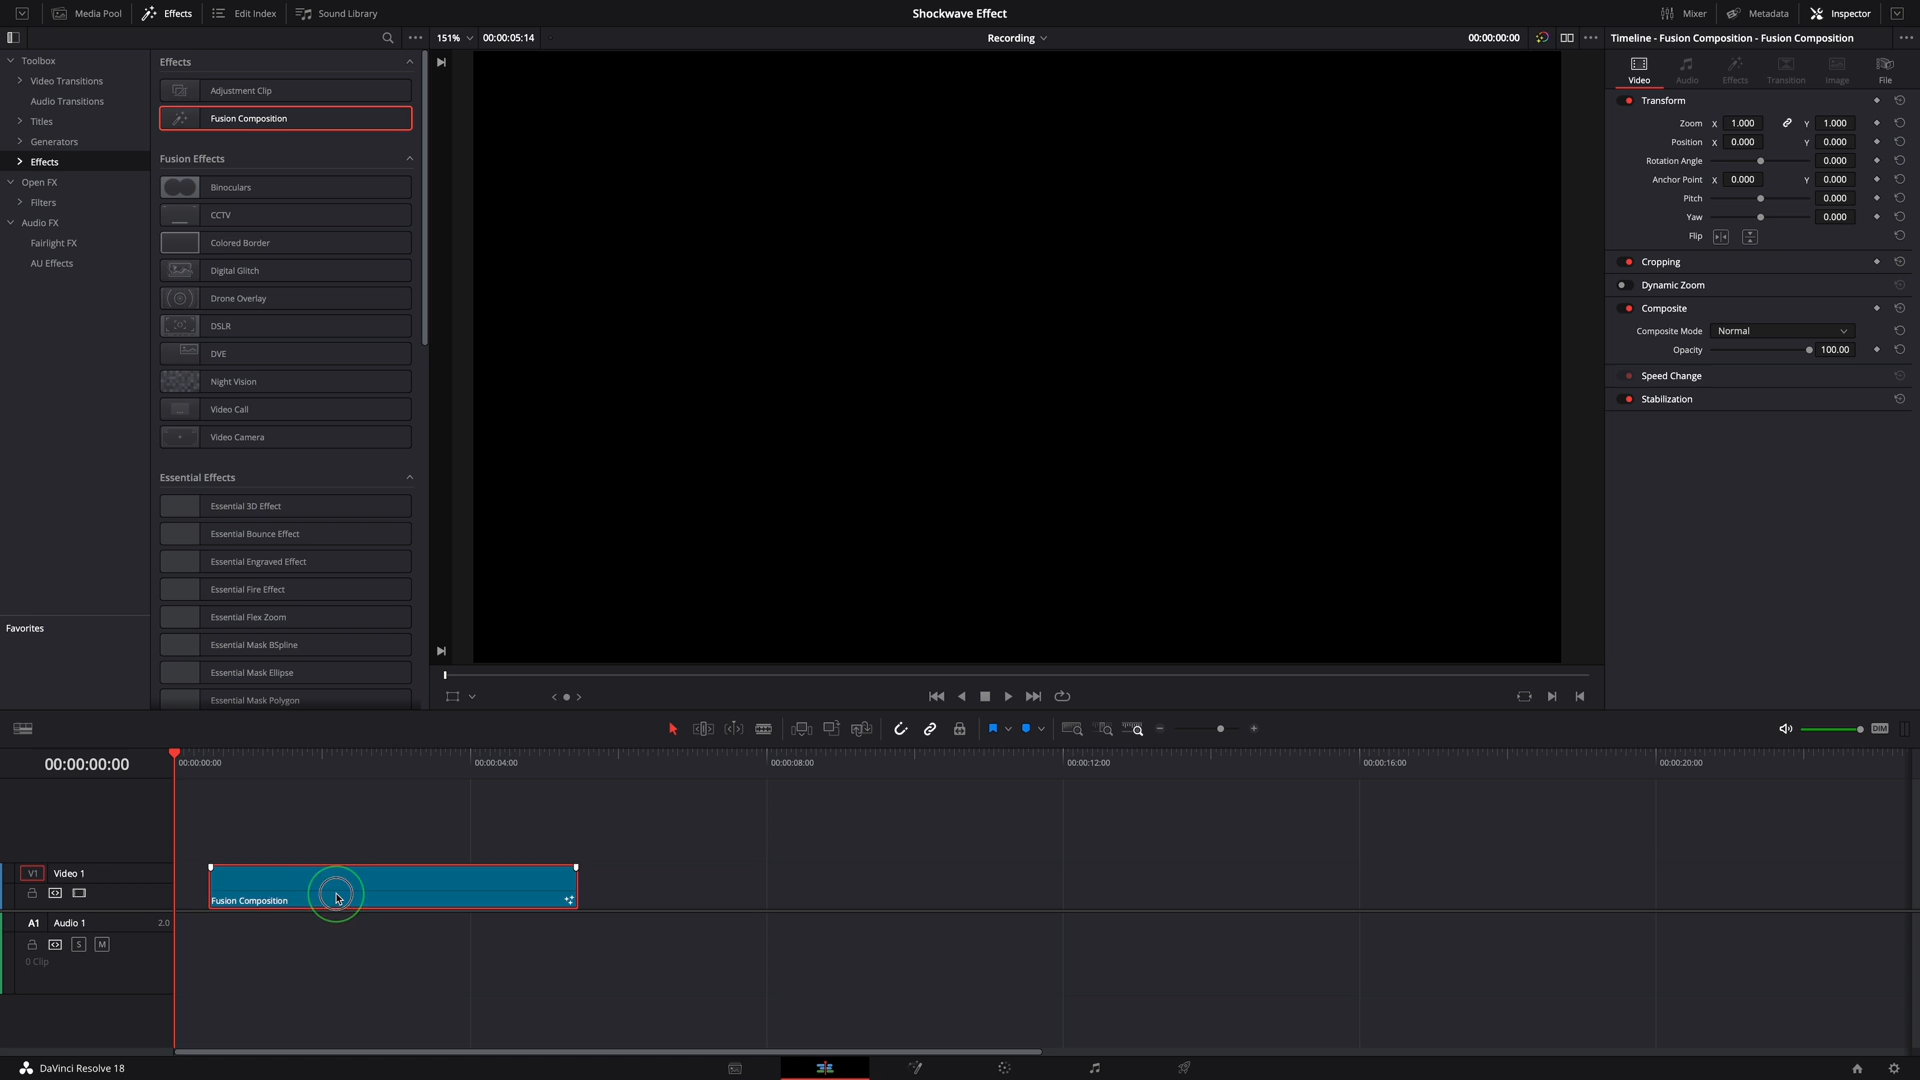 Media Pool
Effects
Edit Index
Sound Library
Shockwave Effect
Mixer
Metadata
Inspector
151%
00:00:05:14
Recording
00:00:00:00
Timeline - Fusion Composition - Fusion Composition
Toolbox
Video Transitions
Audio Transitions
Titles
Generators
Effects
Open FX
Filters
Audio FX
Fairlight FX
AU Effects
Favorites
Effects
Adjustment Clip
Fusion Composition
Fusion Effects
Binoculars
CCTV
Colored Border
Digital Glitch
Drone Overlay
DSLR
DVE
Night Vision
Video Call
Video Camera
Essential Effects
Essential 3D Effect
Essential Bounce Effect
Essential Engraved Effect
Essential Fire Effect
Essential Flex Zoom
Essential Mask BSpline
Essential Mask Ellipse
Essential Mask Polygon
Video
Audio
Effects
Transition
Image
File
Transform
Zoom X 1.000 Y 1.000
Position X 0.000 Y 0.000
Rotation Angle 0.000
Anchor Point X 0.000 Y 0.000
Pitch 0.000
Yaw 0.000
Flip
Cropping
Dynamic Zoom
Composite
Composite Mode Normal
Opacity 100.00
Speed Change
Stabilization
DIM
00:00:00:00
00:00:00:00
00:00:04:00
00:00:08:00
00:00:12:00
00:00:16:00
00:00:20:00
V1 Video 1
Fusion Composition
A1 Audio 1 2.0
S M
0 Clip
DaVinci Resolve 18